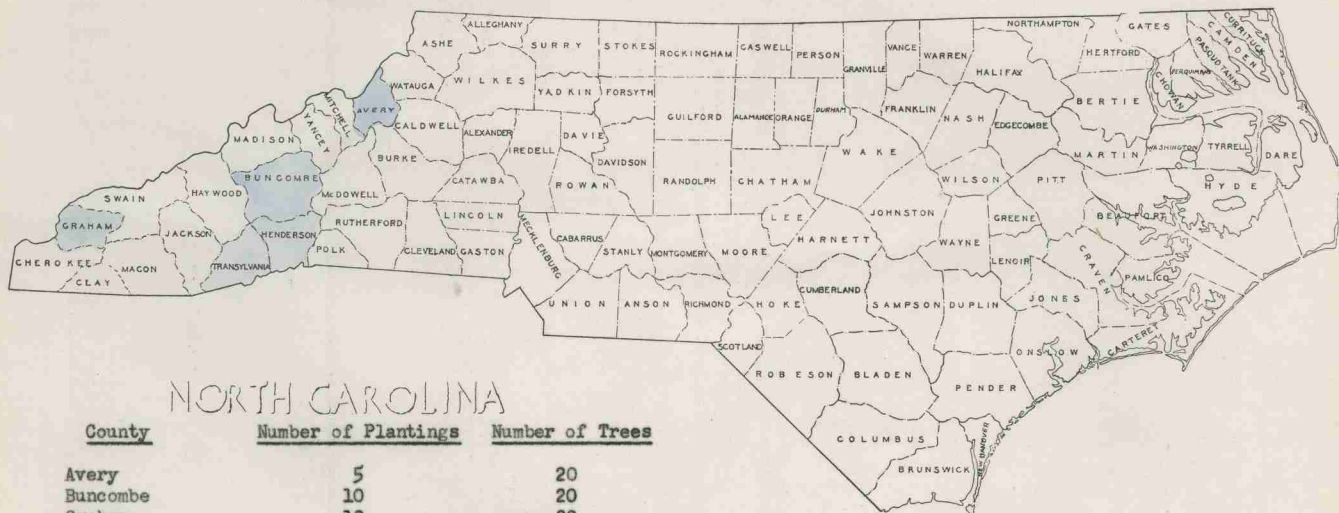 ALLEGHANY
ASHE
SURRY
STOKES
ROCKINGHAM
CASWELL
PERSON
GRANVILLE
VANCE
WARREN
NORTHAMPTON
GATES
CURRITUCK
CAMDEN
PASQUOTANK
PERQUIMANS
CHOWAN
HERTFORD
HALIFAX
WATAUGA
WILKES
YADKIN
FORSYTH
GUILFORD
ALAMANCE
ORANGE
DURHAM
FRANKLIN
NASH
EDGECOMBE
BERTIE
MARTIN
WASHINGTON
TYRRELL
DARE
AVERY
MITCHELL
YANCEY
MADISON
CALDWELL
ALEXANDER
IREDELL
DAVIE
DAVIDSON
RANDOLPH
CHATHAM
WAKE
WILSON
PITT
HYDE
BEAUFORT
BURKE
CATAWBA
ROWAN
BUNCOMRE
McDOWELL
HAYWOOD
SWAIN
GRAHAM
JACKSON
CHEROKEE
MACON
CLAY
TRANSYLVANIA
HENDERSON
POLK
RUTHERFORD
CLEVELAND
LINCOLN
GASTON
MECKLENBURG
CABARRUS
STANLY
MONTGOMERY
MOORE
LEE
HARNETT
JOHNSTON
WAYNE
GREENE
LENOIR
CRAVEN
PAMLICO
JONES
CARTERET
UNION
ANSON
RICHMOND
HOKE
SCOTLAND
CUMBERLAND
SAMPSON
DUPLIN
ONSLOW
ROBESON
BLADEN
PENDER
COLUMBUS
BRUNSWICK
NEW HANOVER
NORTH CAROLINA
County Number of Plantings Number of Trees
Avery 5 20
Buncombe 10 20